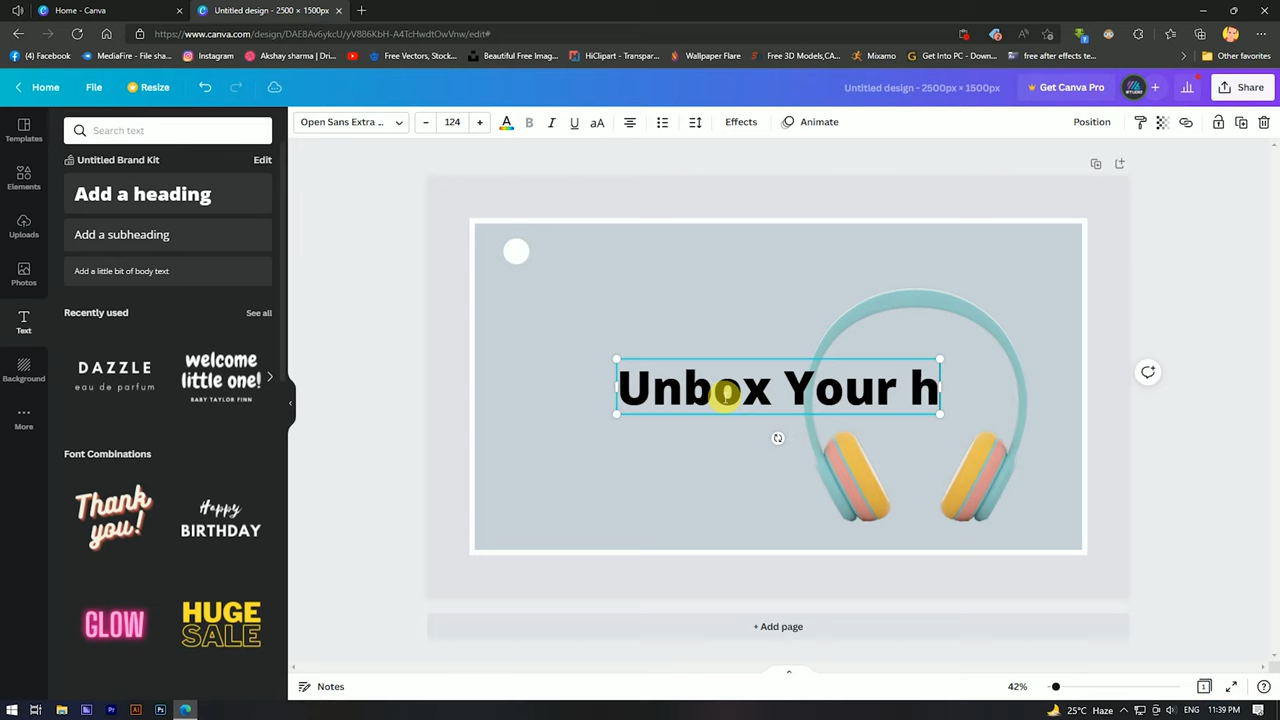 Home - Canva
Untitled design - 2500 × 1500px
https://www.canva.com/design/DAE8Av6ykcU/yV886KbH-A4TcHwdtOwVnw/edit#
(4) Facebook
MediaFire - File sha...
Instagram
Akshay sharma | Dri...
Free Vectors, Stock...
Beautiful Free Imag...
HiClipart - Transpar...
Wallpaper Flare
Free 3D Models,CA...
Mixamo
Get Into PC - Down...
free after effects te...
Other favorites
Home
File
Resize
Untitled design - 2500px × 1500px
Get Canva Pro
Share
Templates
Elements
Uploads
Photos
Text
Background
More
Search text
Untitled Brand Kit
Edit
Add a heading
Add a subheading
Add a little bit of body text
Recently used
See all
DAZZLE
eau de parfum
welcome
little one!
BABY TAYLOR FINN
Font Combinations
Thank
you!
Happy
BIRTHDAY
GLOW
HUGE
SALE
Open Sans Extra ...
124
A
B
I
U
aA
Effects
Animate
Position
Unbox Your h
+ Add page
Notes
42%
1
25°C Haze
ENG
11:39 PM